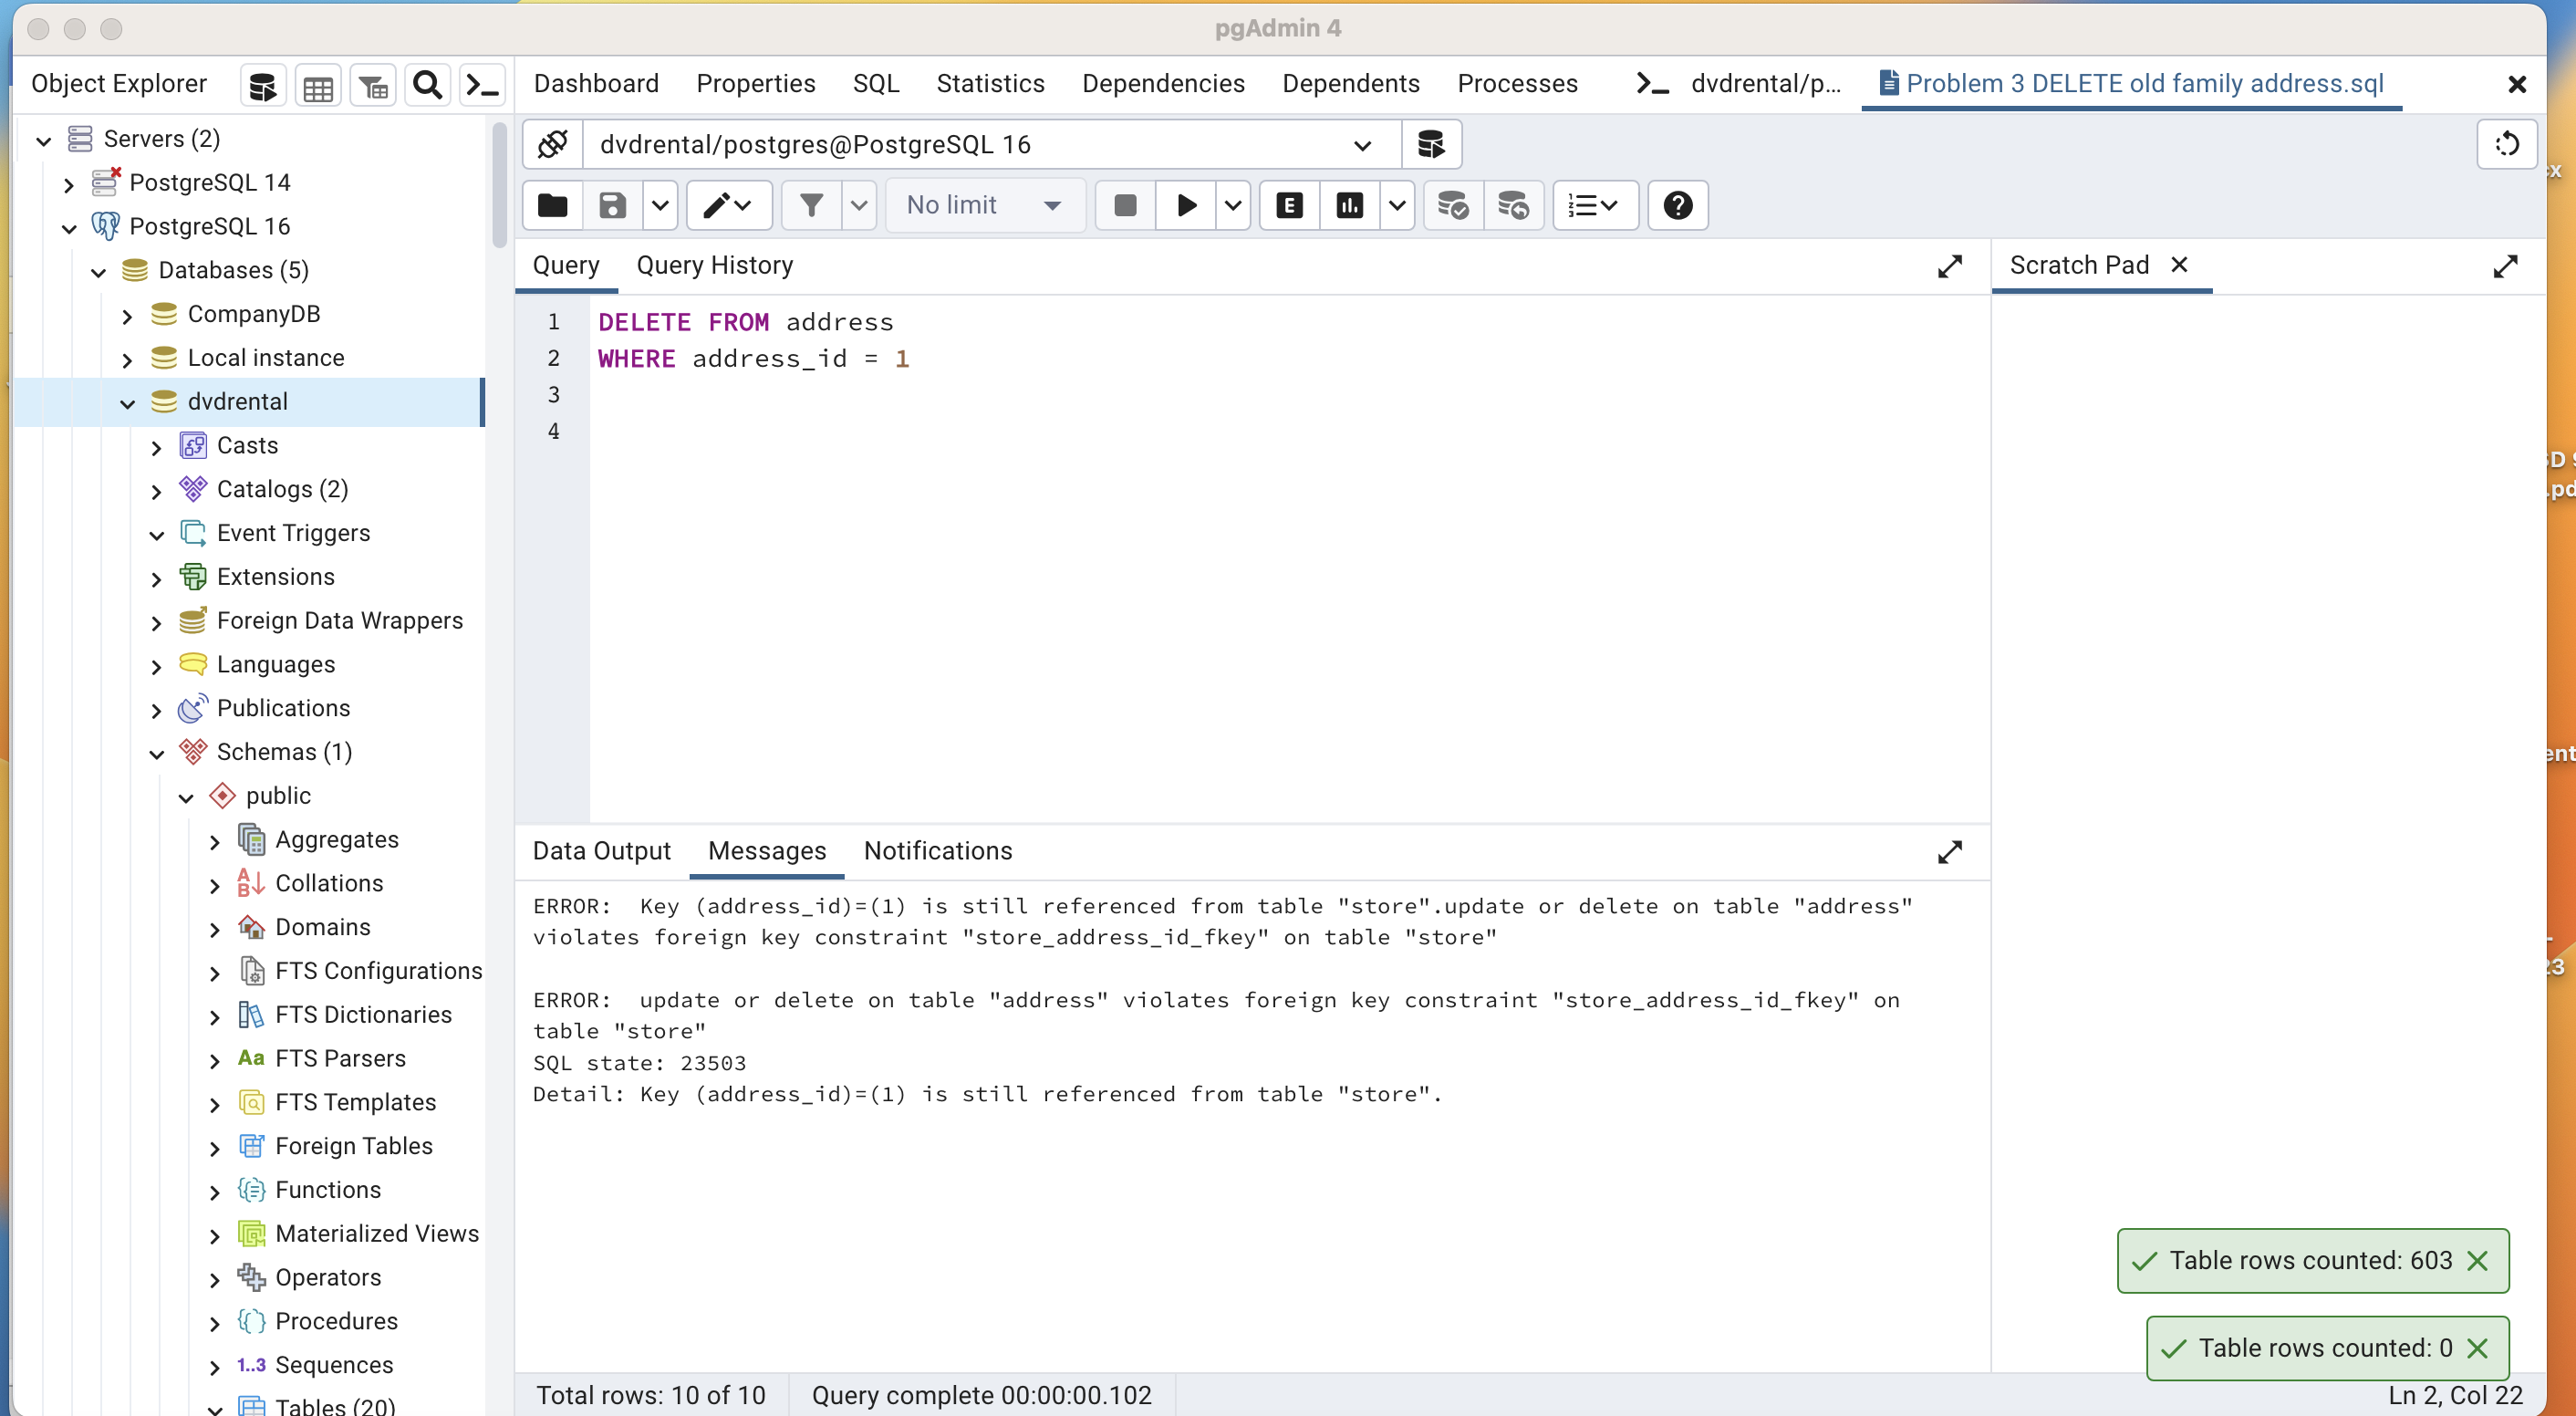 pgAdmin 4
Object Explorer
Dashboard Properties SQL Statistics Dependencies Dependents Processes dvdrental/p... Problem 3 DELETE old family address.sql
Servers (2)
PostgreSQL 14
PostgreSQL 16
Databases (5)
CompanyDB
Local instance
dvdrental
Casts
Catalogs (2)
Event Triggers
Extensions
Foreign Data Wrappers
Languages
Publications
Schemas (1)
public
Aggregates
Collations
Domains
FTS Configurations
FTS Dictionaries
Aa FTS Parsers
FTS Templates
Foreign Tables
Functions
Materialized Views
Operators
Procedures
1..3 Sequences
Tables (20)
dvdrental/postgres@PostgreSQL 16
No limit
E
Query Query History
Scratch Pad
1 DELETE FROM address
2 WHERE address_id = 1
3
4
Data Output Messages Notifications
ERROR:  Key (address_id)=(1) is still referenced from table "store".update or delete on table "address"
violates foreign key constraint "store_address_id_fkey" on table "store"
ERROR:  update or delete on table "address" violates foreign key constraint "store_address_id_fkey" on
table "store"
SQL state: 23503
Detail: Key (address_id)=(1) is still referenced from table "store".
Table rows counted: 603
Table rows counted: 0
Total rows: 10 of 10 Query complete 00:00:00.102 Ln 2, Col 22